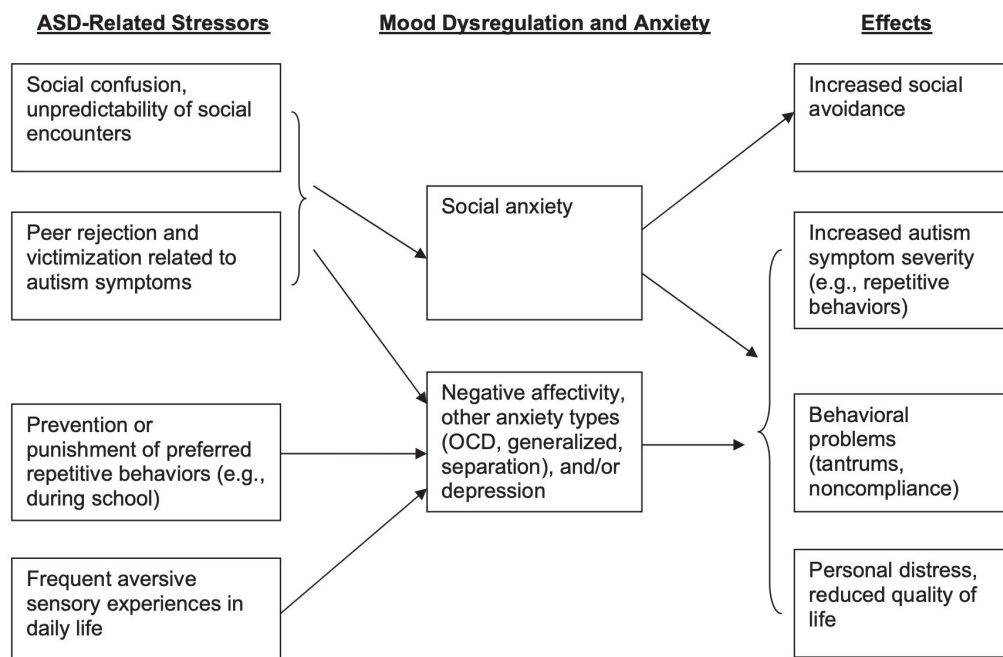 ASD-Related Stressors
Mood Dysregulation and Anxiety
Effects
Social confusion,
unpredictability of social
encounters
Peer rejection and
victimization related to
autism symptoms
Prevention or
punishment of preferred
repetitive behaviors (e.g.,
during school)
Frequent aversive
sensory experiences in
daily life
Social anxiety
Negative affectivity,
other anxiety types
(OCD, generalized,
separation), and/or
depression
Increased social
avoidance
Increased autism
symptom severity
(e.g., repetitive
behaviors)
Behavioral
problems
(tantrums,
noncompliance)
Personal distress,
reduced quality of
life